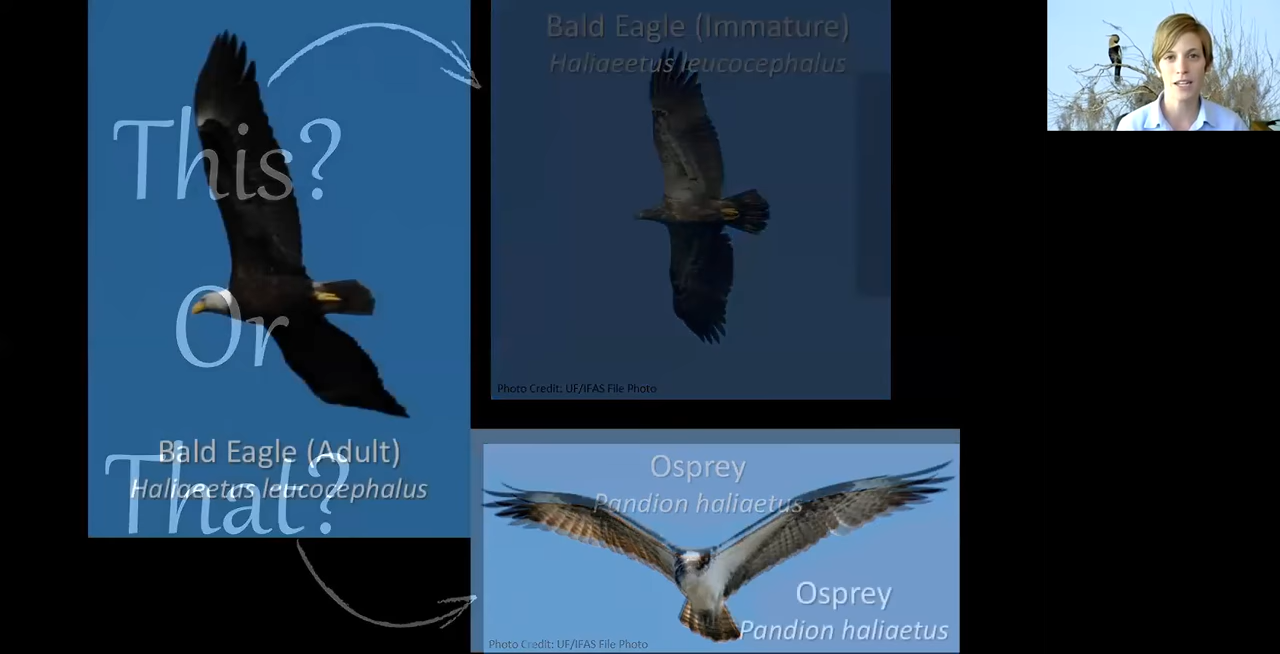 This?
Or
That?
Bald Eagle (Adult)
Haliaeetus leucocephalus
Bald Eagle (Immature)
Haliaeetus leucocephalus
Photo Credit: UF/IFAS File Photo
Osprey
Pandion haliaetus
Osprey
Pandion haliaetus
Photo Credit: UF/IFAS File Photo